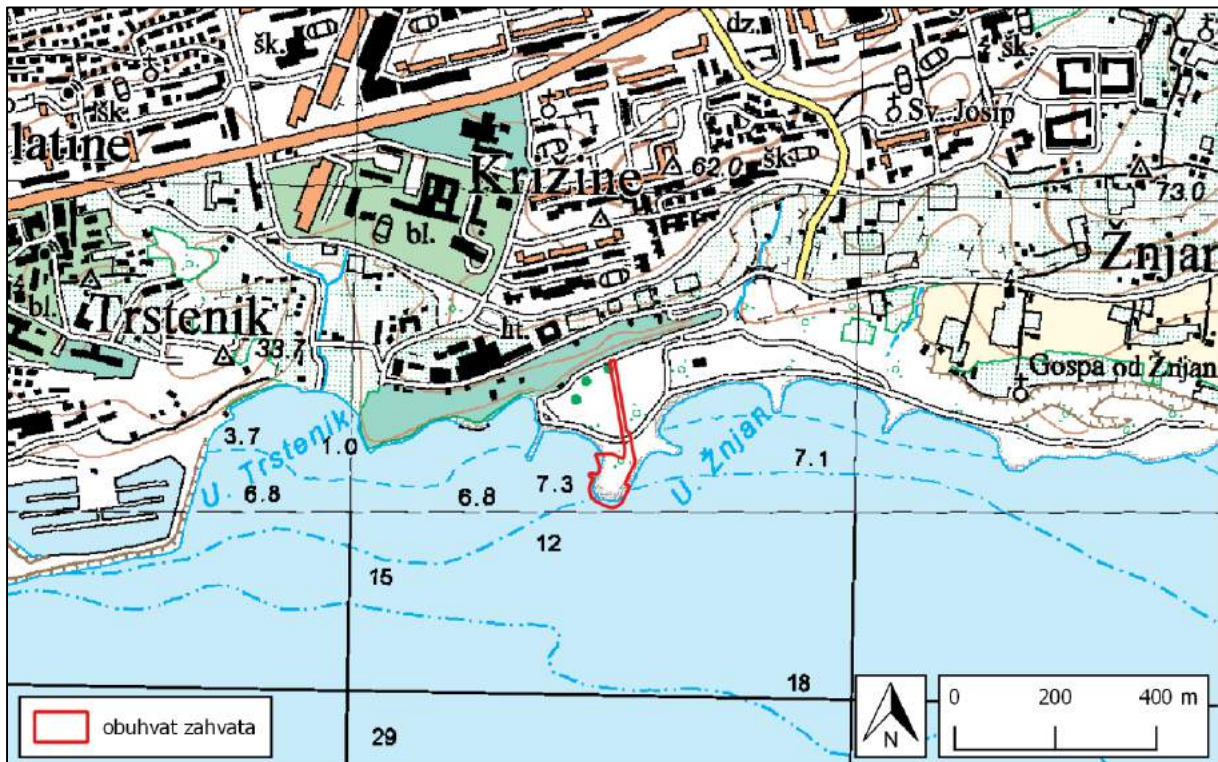 šk.
dz.
šk.
šk.
latine
Sv. Josip
Križine
62.0
šk.
73.0
bl.
Žnjan
bl.
Trstenik
33.7
ht.
Gospa od Žnjan
3.7
1.0
U. Trstenik
6.8
6.8
7.3
U. Žnjan
7.1
12
15
18
29
obuhvat zahvata
N
0 200 400 m